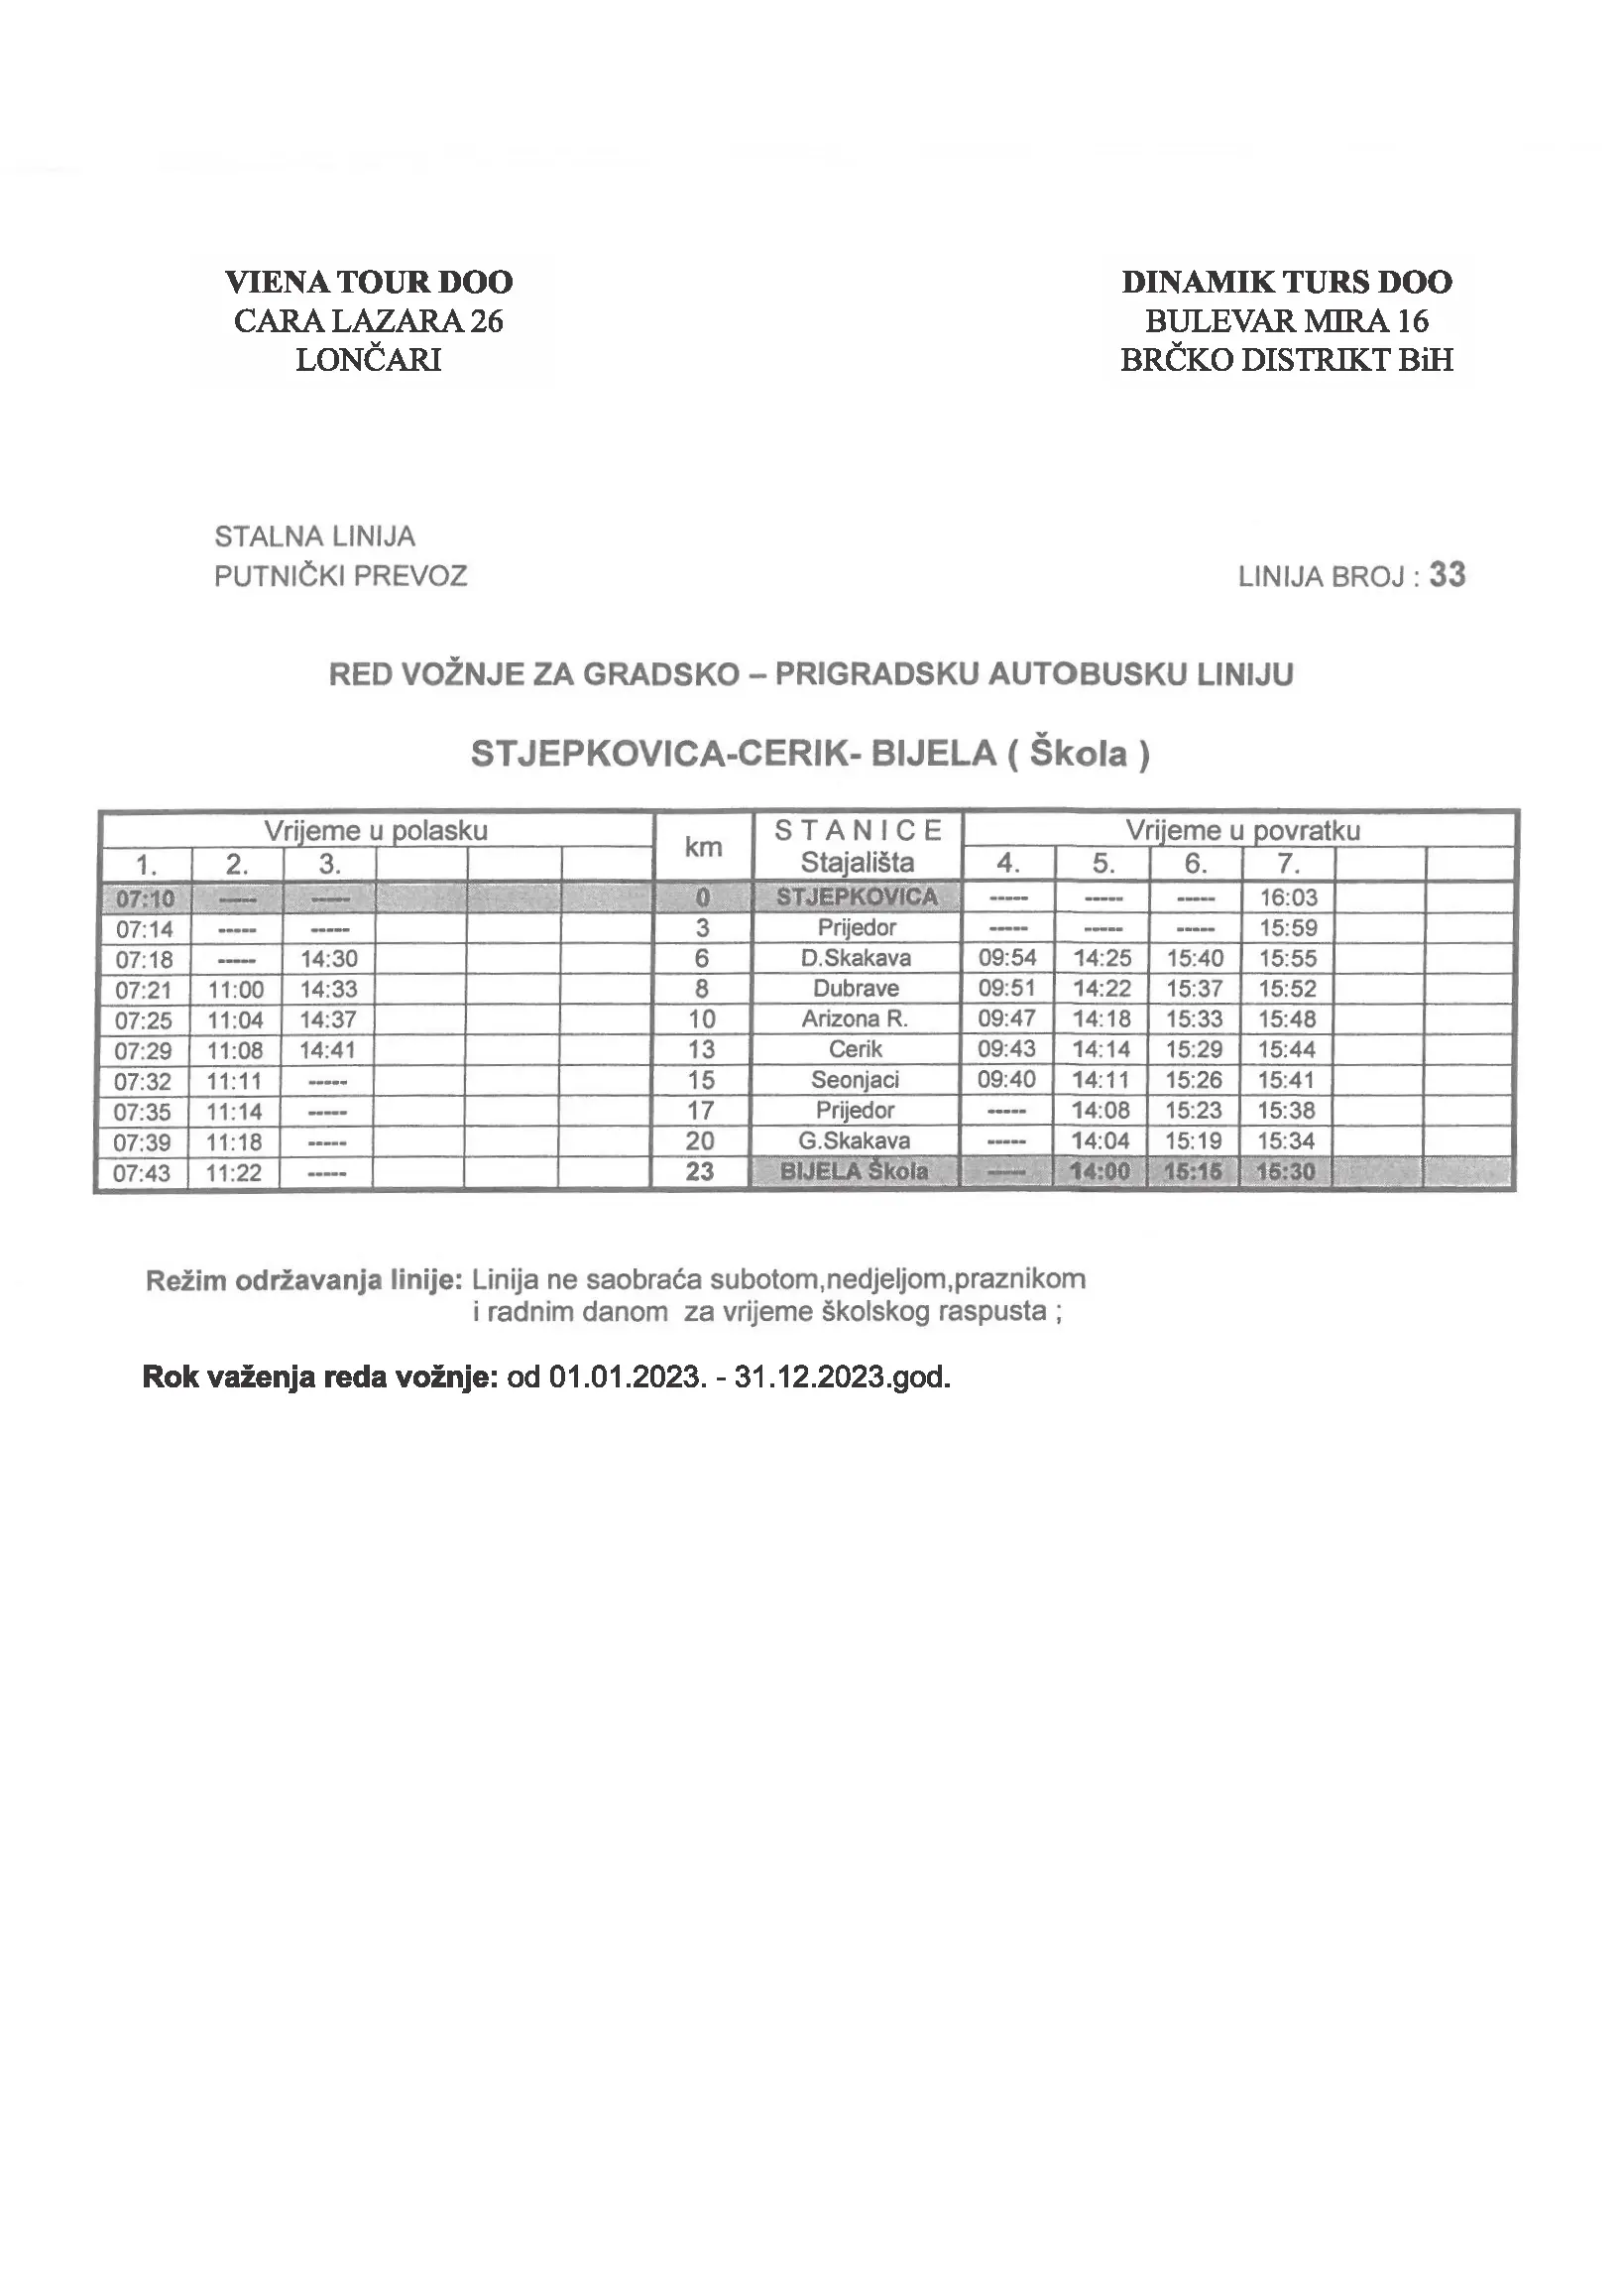 VIENA TOUR DOO
CARA LAZARA 26
LONČARI
DINAMIK TURS DOO
BULEVAR MIRA 16
BRČKO DISTRIKT BiH
STALNA LINIJA
PUTNIČKI PREVOZ
LINIJA BROJ : 33
RED VOŽNJE ZA GRADSKO – PRIGRADSKU AUTOBUSKU LINIJU
STJEPKOVICA-CERIK- BIJELA ( Škola )
Vrijeme u polasku km S T A N I C E Stajališta Vrijeme u povratku
1. 2. 3. 4. 5. 6. 7.
07:10 ----- ----- 0 STJEPKOVICA ----- ----- ----- 16:03
07:14 ----- ----- 3 Prijedor ----- ----- ----- 15:59
07:18 ----- 14:30 6 D.Skakava 09:54 14:25 15:40 15:55
07:21 11:00 14:33 8 Dubrave 09:51 14:22 15:37 15:52
07:25 11:04 14:37 10 Arizona R. 09:47 14:18 15:33 15:48
07:29 11:08 14:41 13 Cerik 09:43 14:14 15:29 15:44
07:32 11:11 ----- 15 Seonjaci 09:40 14:11 15:26 15:41
07:35 11:14 ----- 17 Prijedor ----- 14:08 15:23 15:38
07:39 11:18 ----- 20 G.Skakava ----- 14:04 15:19 15:34
07:43 11:22 ----- 23 BIJELA Škola ----- 14:00 15:15 15:30
Režim održavanja linije: Linija ne saobraća subotom,nedjeljom,praznikom
i radnim danom za vrijeme školskog raspusta ;
Rok važenja reda vožnje: od 01.01.2023. - 31.12.2023.god.